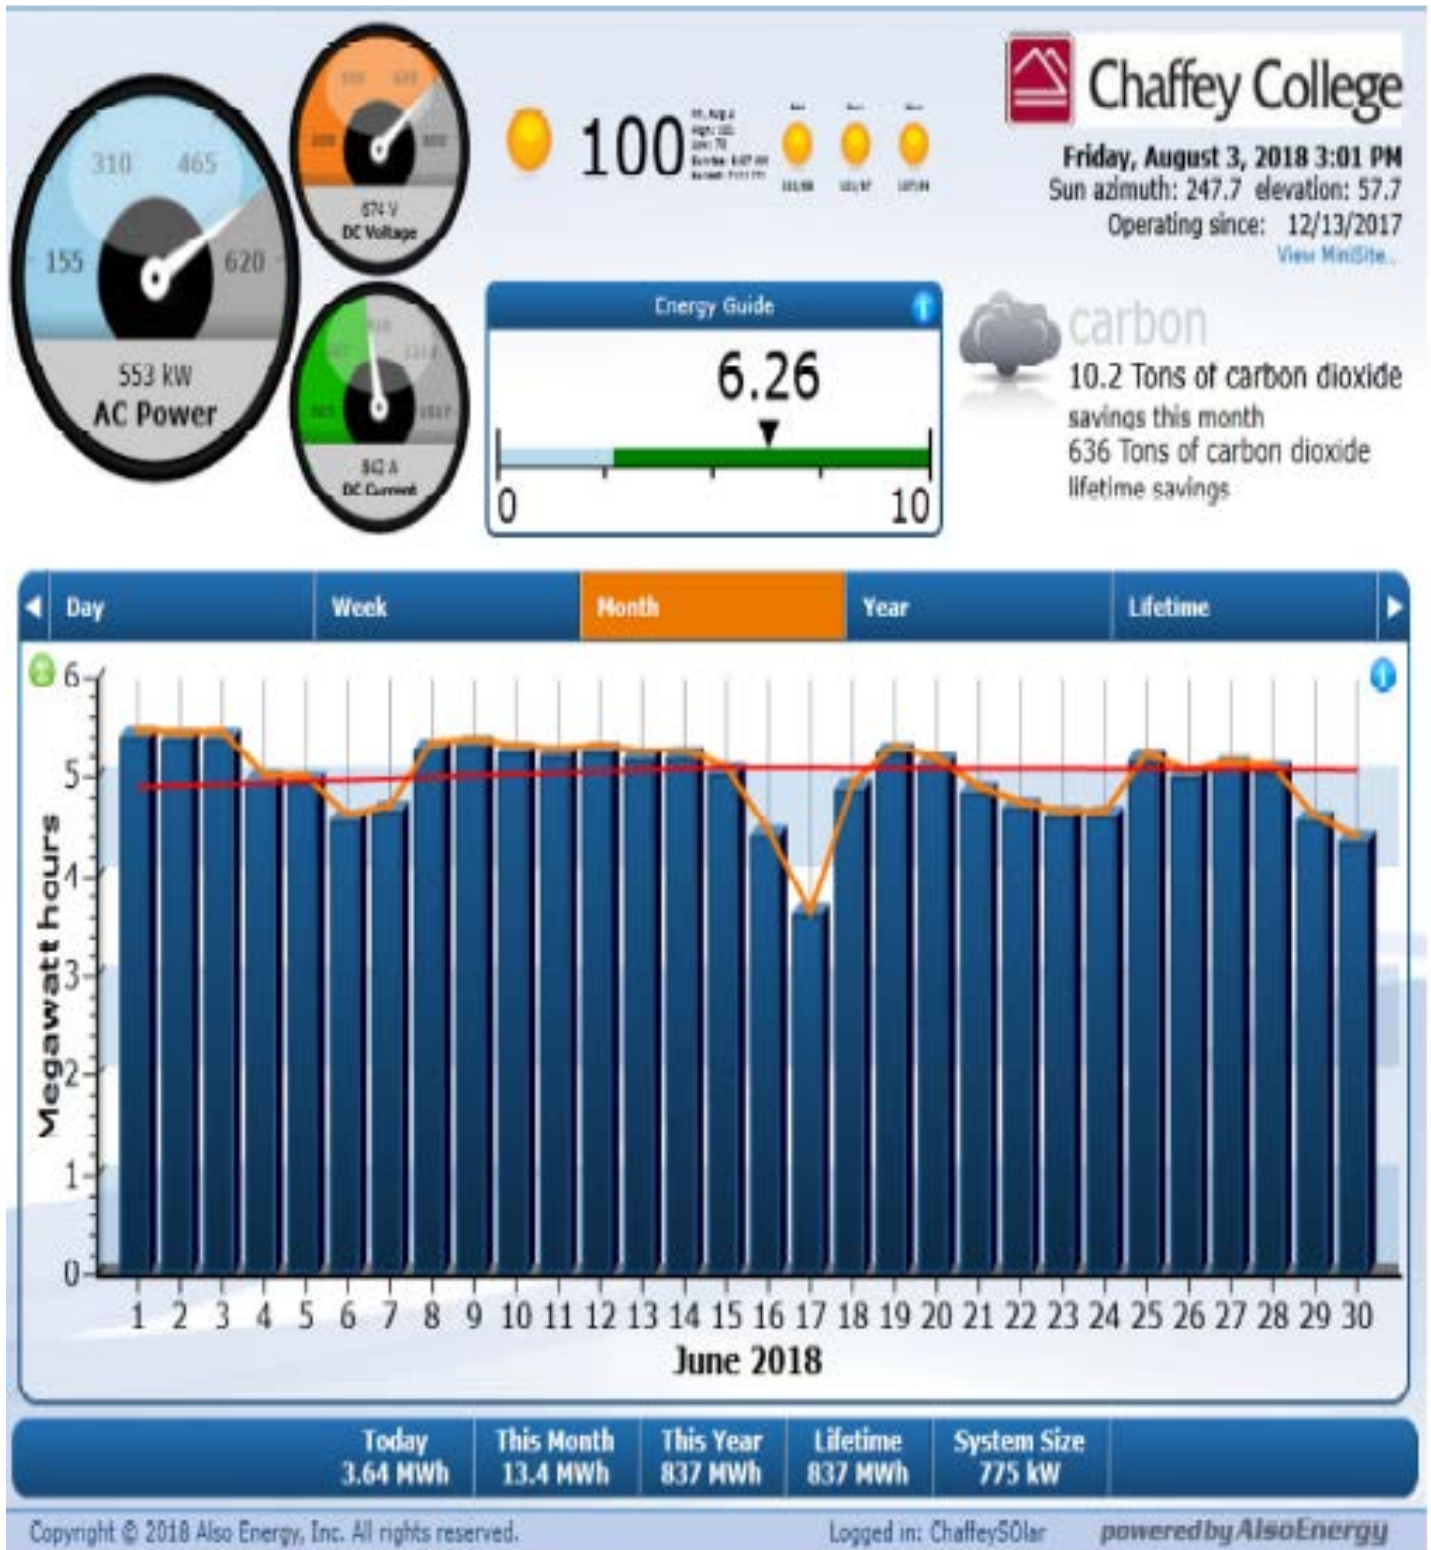 Chaffey College
Friday, August 3, 2018 3:01 PM
Sun azimuth: 247.7 elevation: 57.7
Operating since: 12/13/2017
View MiniSite..
310 465
155 620
553 kW
AC Power
674 V
DC Voltage
842 A
DC Current
100
Energy Guide
6.26
0 10
carbon
10.2 Tons of carbon dioxide
savings this month
636 Tons of carbon dioxide
lifetime savings
Day Week Month Year Lifetime
Megawatt hours
6
5
4
3
2
1
0
1 2 3 4 5 6 7 8 9 10 11 12 13 14 15 16 17 18 19 20 21 22 23 24 25 26 27 28 29 30
June 2018
Today This Month This Year Lifetime System Size
3.64 MWh 13.4 MWh 837 MWh 837 MWh 775 kW
Copyright © 2018 Also Energy, Inc. All rights reserved. Logged in: ChaffeySOlar poweredbyAlsoEnergy